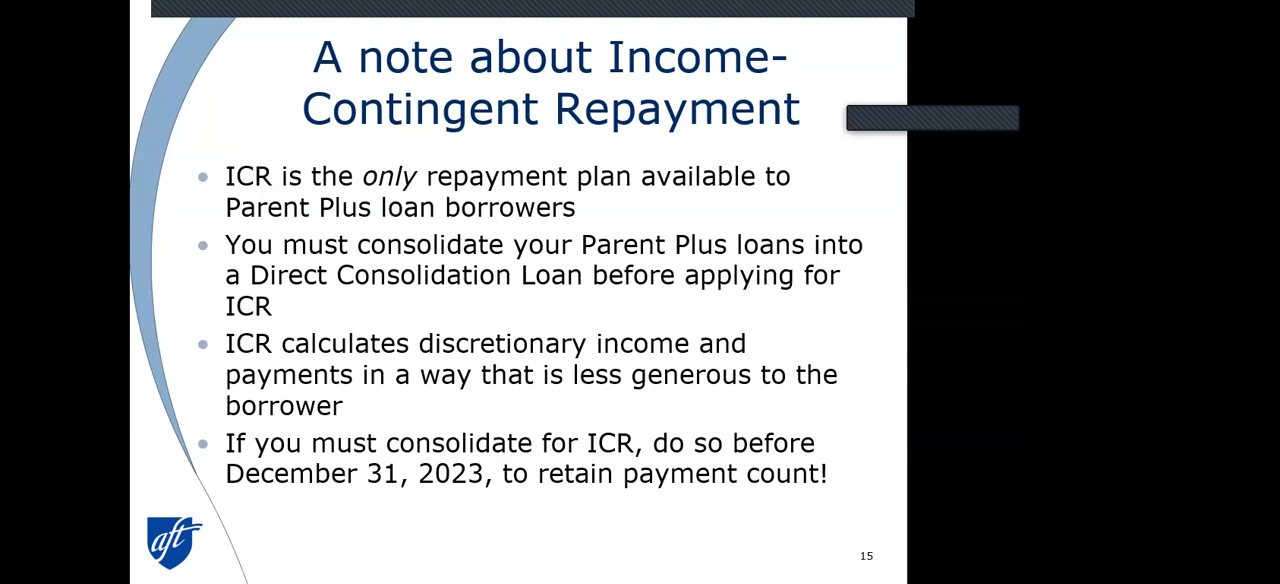 A note about Income-
Contingent Repayment
ICR is the only repayment plan available to
Parent Plus loan borrowers
You must consolidate your Parent Plus loans into
a Direct Consolidation Loan before applying for
ICR
ICR calculates discretionary income and
payments in a way that is less generous to the
borrower
If you must consolidate for ICR, do so before
December 31, 2023, to retain payment count!
aft
15